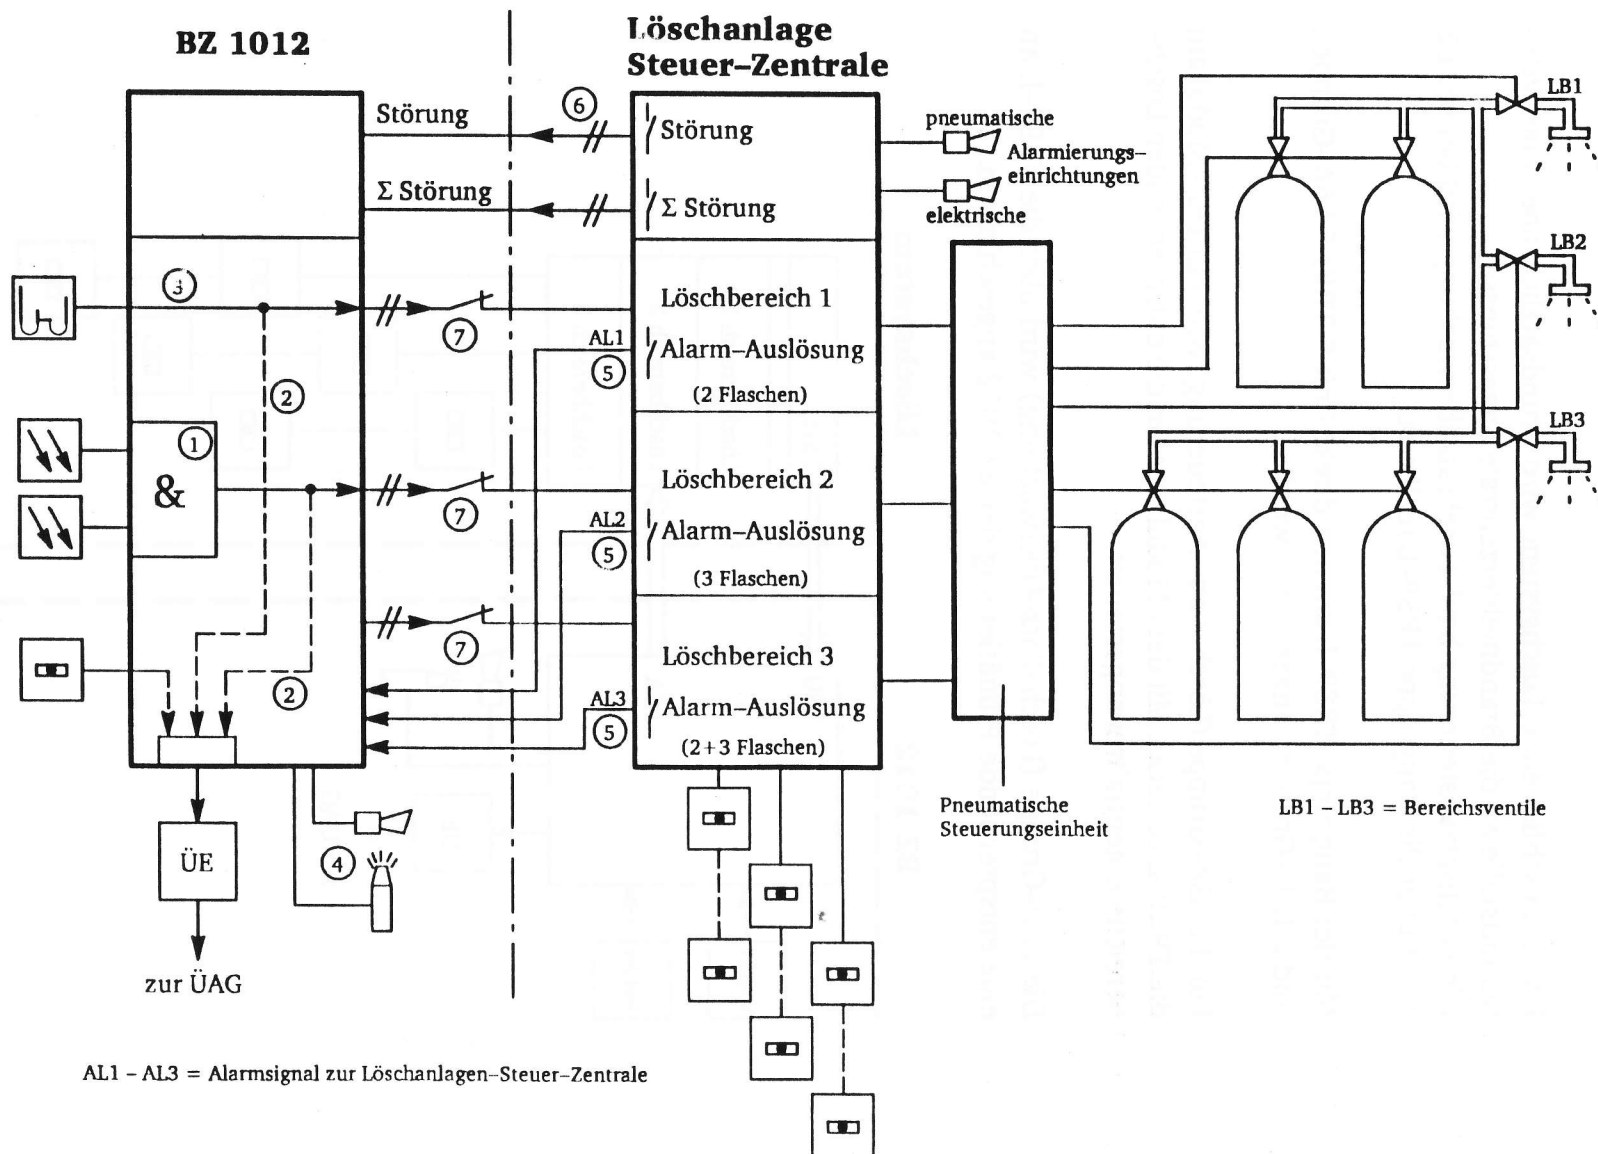 BZ 1012
Löschanlage
Steuer-Zentrale
Störung
6
Störung
Σ Störung
Σ Störung
pneumatische
Alarmierungs-
einrichtungen
elektrische
LB1
LB2
LB3
3
7
Löschbereich 1
AL1
Alarm-Auslösung
5
(2 Flaschen)
2
1
&
7
Löschbereich 2
AL2
Alarm-Auslösung
5
(3 Flaschen)
7
Löschbereich 3
2
AL3
Alarm-Auslösung
5
(2+3 Flaschen)
Pneumatische
Steuerungseinheit
LB1 - LB3 = Bereichsventile
ÜE
4
zur ÜAG
AL1 - AL3 = Alarmsignal zur Löschanlagen-Steuer-Zentrale